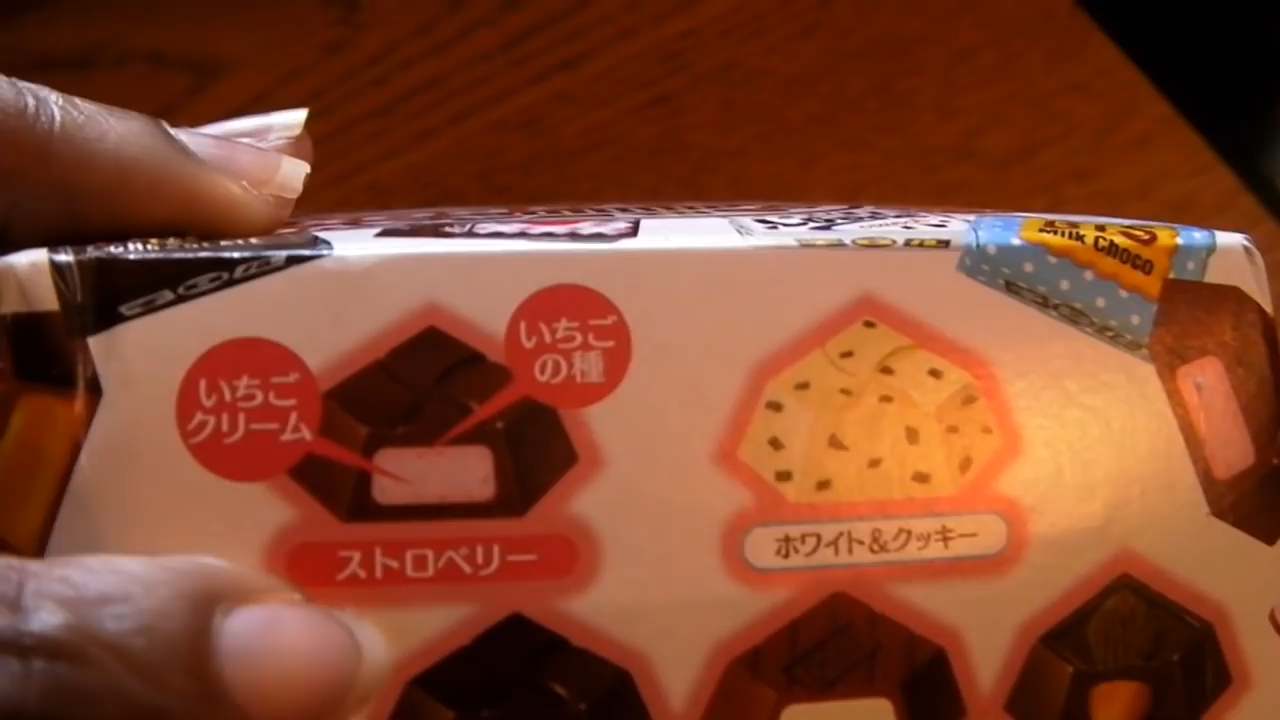 Milk Choco
いちご
の種
いちご
クリーム
ストロベリー
ホワイト&クッキー